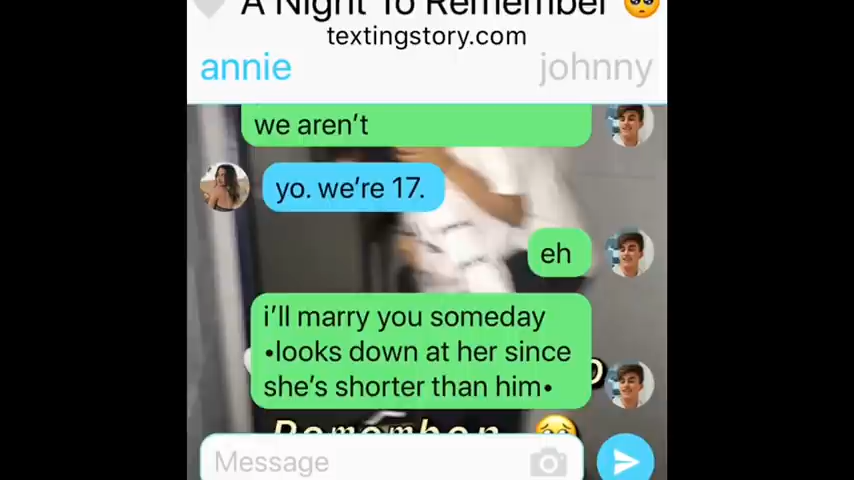 A Night To Remember 🥺
textingstory.com
annie
johnny
we aren't
yo. we're 17.
eh
i'll marry you someday
•looks down at her since
she's shorter than him•
Remember 🥺
Message